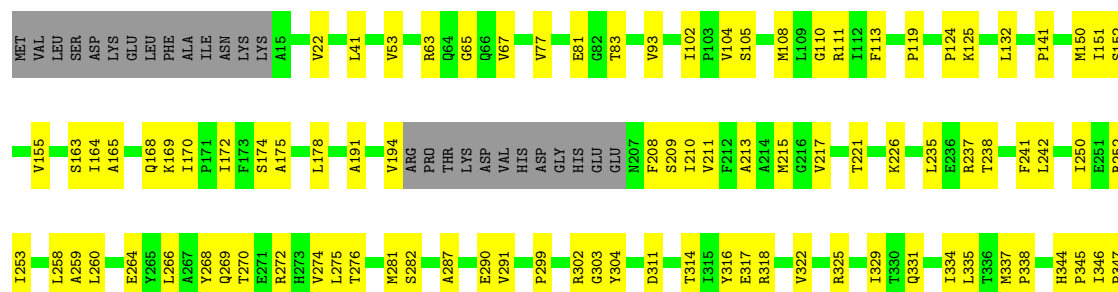 MET VAL LEU SER ASP LYS GLU LEU PHE ALA ILE ASN LYS LYS A15 V22 L41 V53 R63 Q64 G65 Q66 V67 V77 E81 G82 T83 V93 I102 P103 V104 S105 M108 L109 G110 R111 I112 F113 P119 P124 K125 L132 P141 M150 I151 S152
V155 S163 I164 A165 Q168 K169 I170 P171 I172 F173 S174 A175 L178 A191 V194 ARG PRO THR LYS ASP VAL HIS ASP GLY HIS GLU GLU N207 F208 S209 I210 V211 F212 A213 A214 M215 G216 V217 T221 K226 L235 E236 R237 T238 F241 L242 I250 E251 R252
I253 L258 A259 L260 E264 Y265 L266 A267 Y268 Q269 T270 E271 R272 H273 V274 L275 T276 M281 S282 A287 E290 V291 P299 R302 G303 Y304 D311 T314 I315 Y316 E317 R318 V322 R325 I329 T330 Q331 I334 L335 T336 M337 P338 H344 P345 I346